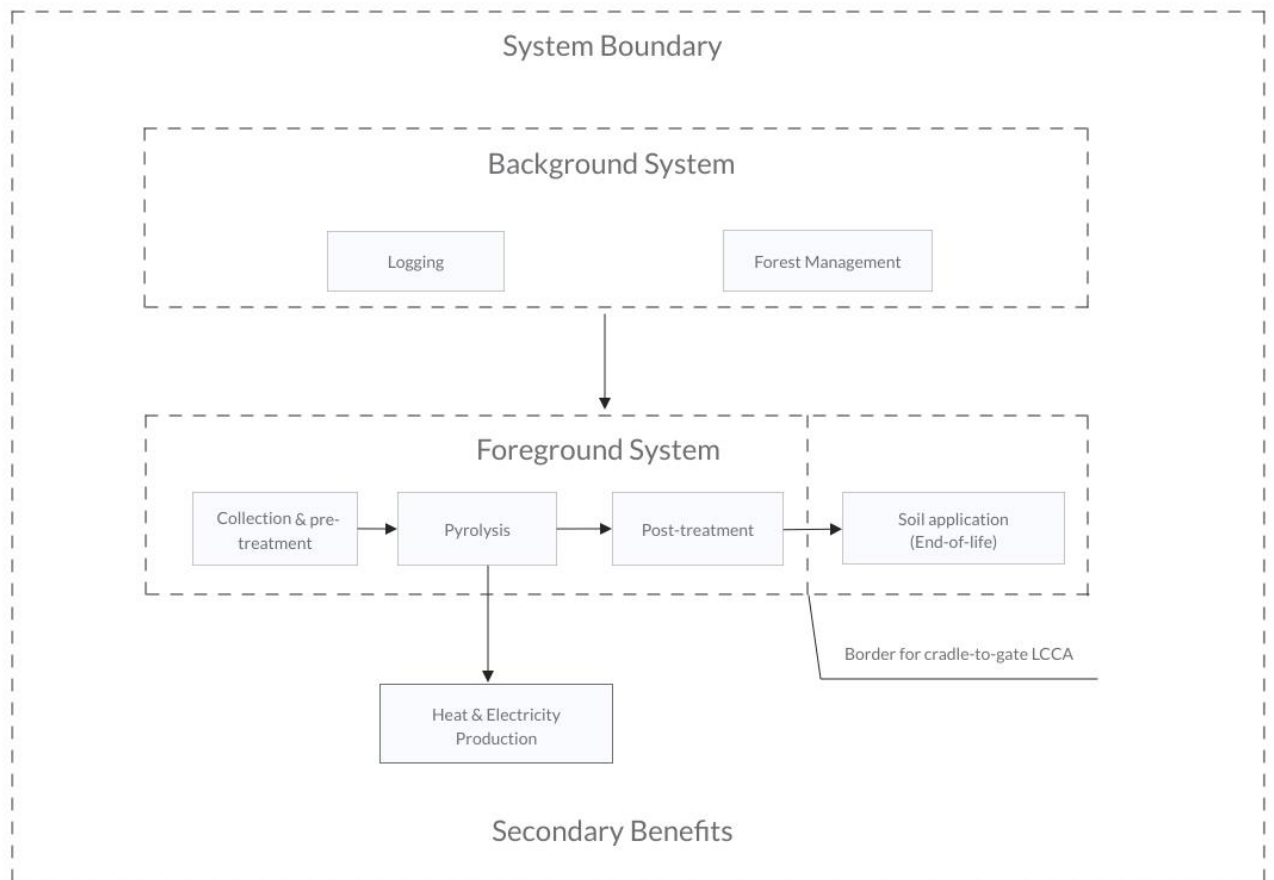 System Boundary
Background System
Logging
Forest Management
Foreground System
Collection & pre-
treatment
Pyrolysis
Post-treatment
Soil application
(End-of-life)
Border for cradle-to-gate LCCA
Heat & Electricity
Production
Secondary Benefits